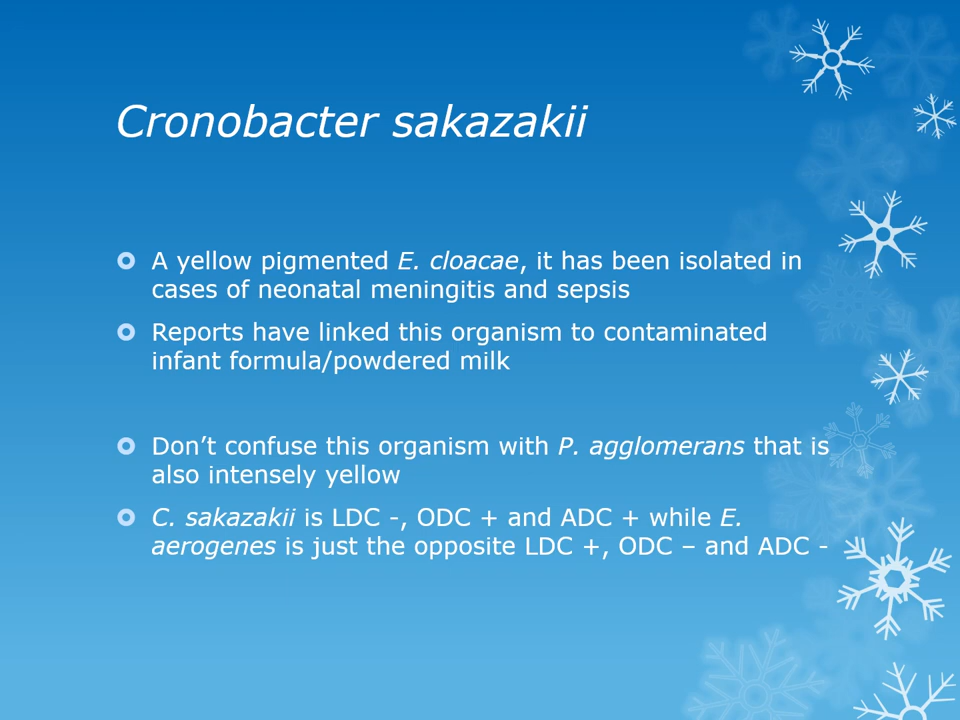 Cronobacter sakazakii
A yellow pigmented E. cloacae, it has been isolated in
cases of neonatal meningitis and sepsis
Reports have linked this organism to contaminated
infant formula/powdered milk
Don’t confuse this organism with P. agglomerans that is
also intensely yellow
C. sakazakii is LDC -, ODC + and ADC + while E.
aerogenes is just the opposite LDC +, ODC – and ADC -